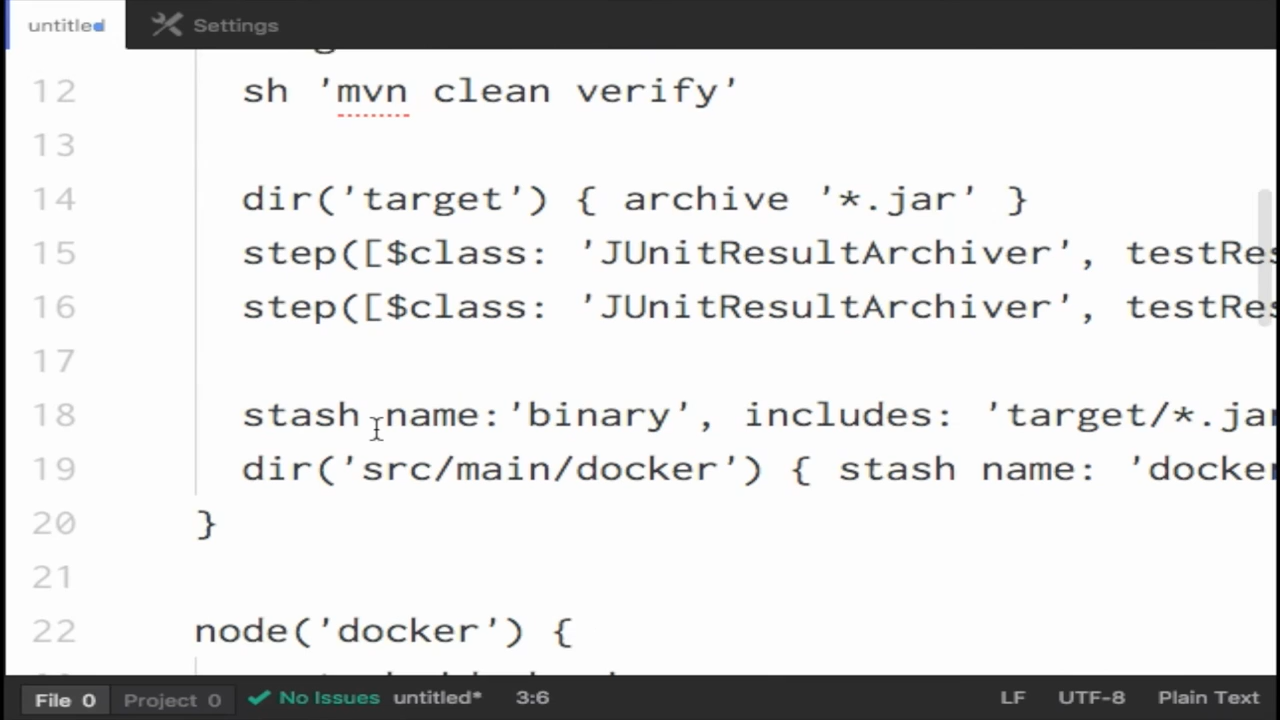 untitled
Settings
12 sh 'mvn clean verify'
13
14 dir('target') { archive '*.jar' }
15 step([$class: 'JUnitResultArchiver', testRes
16 step([$class: 'JUnitResultArchiver', testRes
17
18 stash name:'binary', includes: 'target/*.jar
19 dir('src/main/docker') { stash name: 'docker
20 }
21
22 node('docker') {
File 0 Project 0 No Issues untitled* 3:6 LF UTF-8 Plain Text